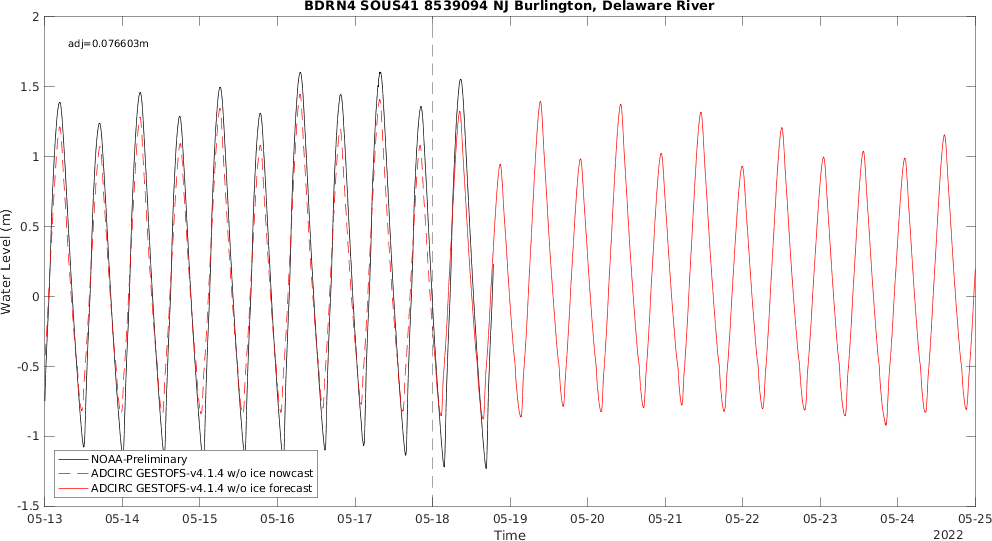 BDRN4 SOUS41 8539094 NJ Burlington, Delaware River
adj=0.076603m
2
1.5
1
0.5
0
-0.5
-1
-1.5
Water Level (m)
NOAA-Preliminary
ADCIRC GESTOFS-v4.1.4 w/o ice nowcast
ADCIRC GESTOFS-v4.1.4 w/o ice forecast
05-13 05-14 05-15 05-16 05-17 05-18 05-19 05-20 05-21 05-22 05-23 05-24 05-25
Time
2022